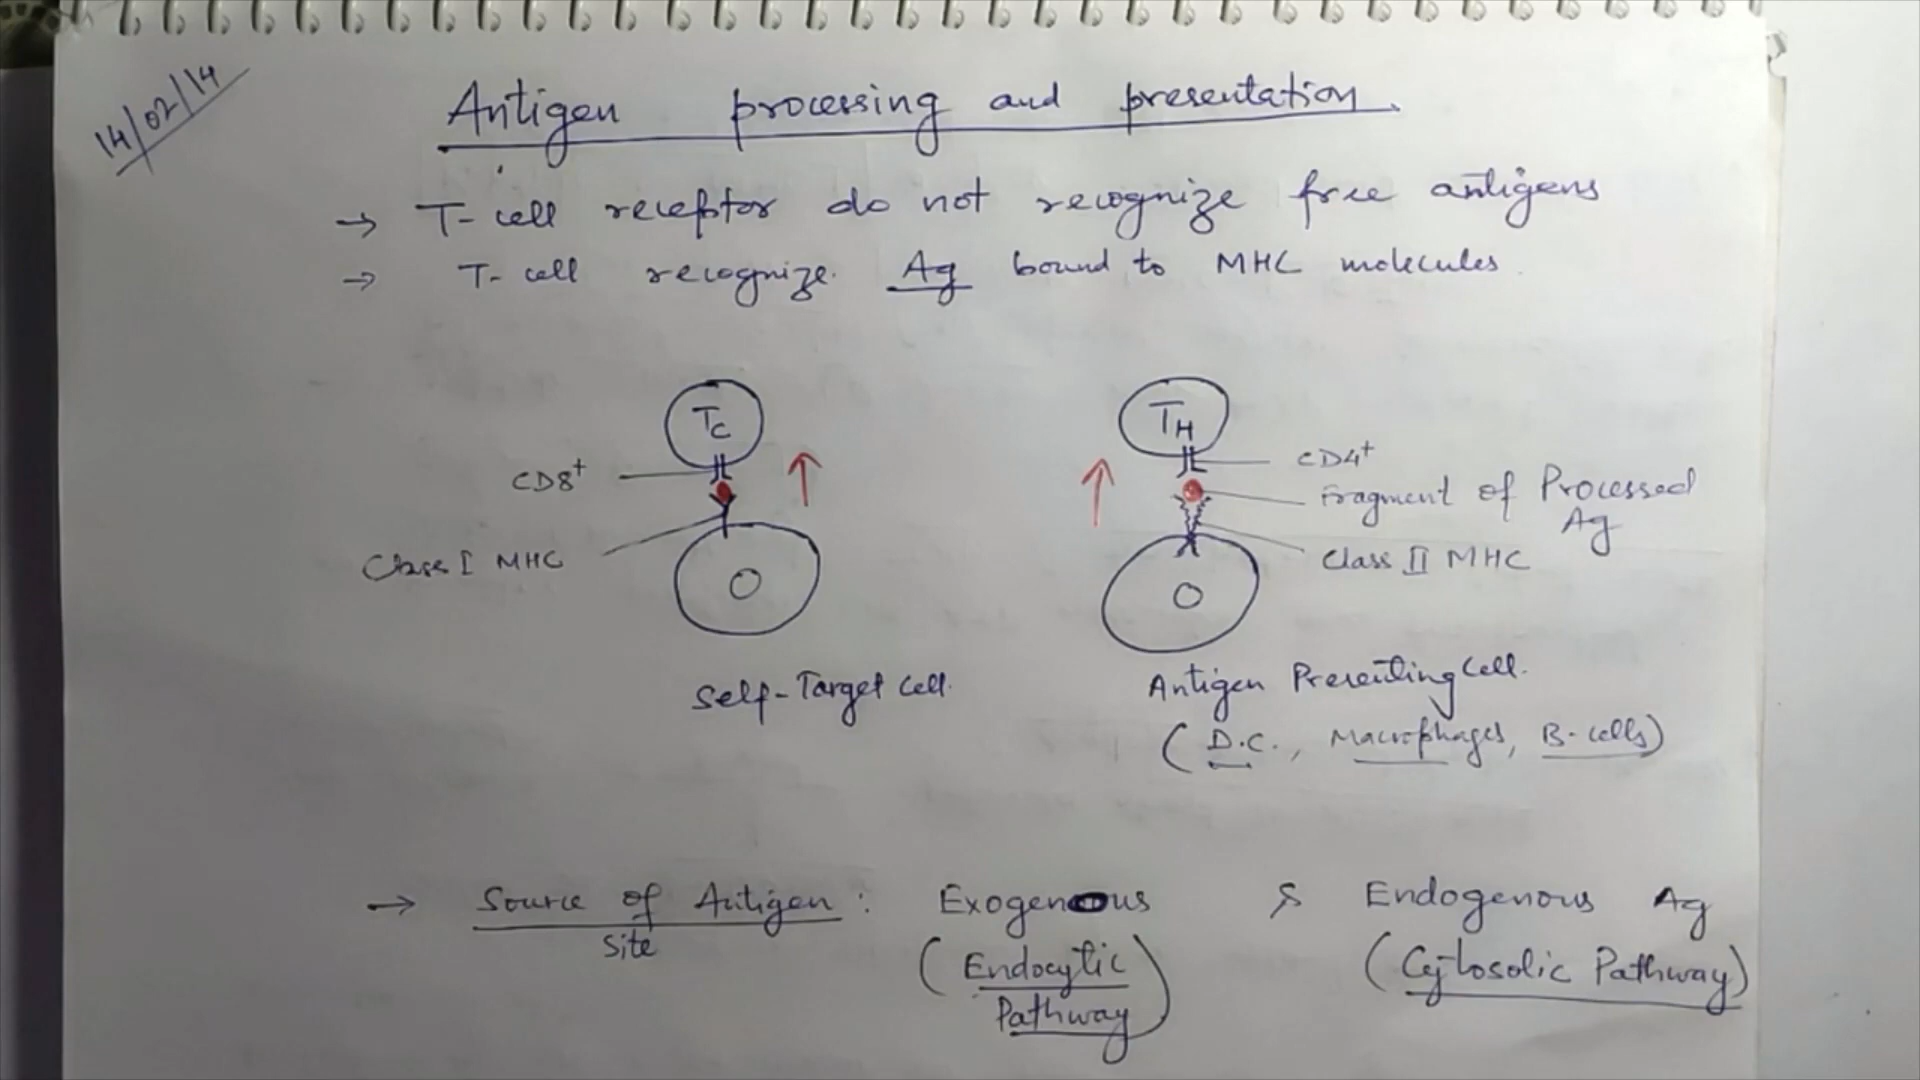 14/02/14
Antigen processing and presentation.
→ T-cell receptor do not recognize free antigens
→ T-cell recognize Ag bound to MHC molecules.
Tc
TH
CD8+
CD4+
Fragment of Processed
Ag
Class I MHC
Class II MHC
Self-Target Cell.
Antigen Presenting Cell.
(D.C., Macrophages, B-cells)
→ Source of Antigen: Exogenous & Endogenous Ag
Site
(Endocytic
Pathway)
(Cytosolic Pathway)